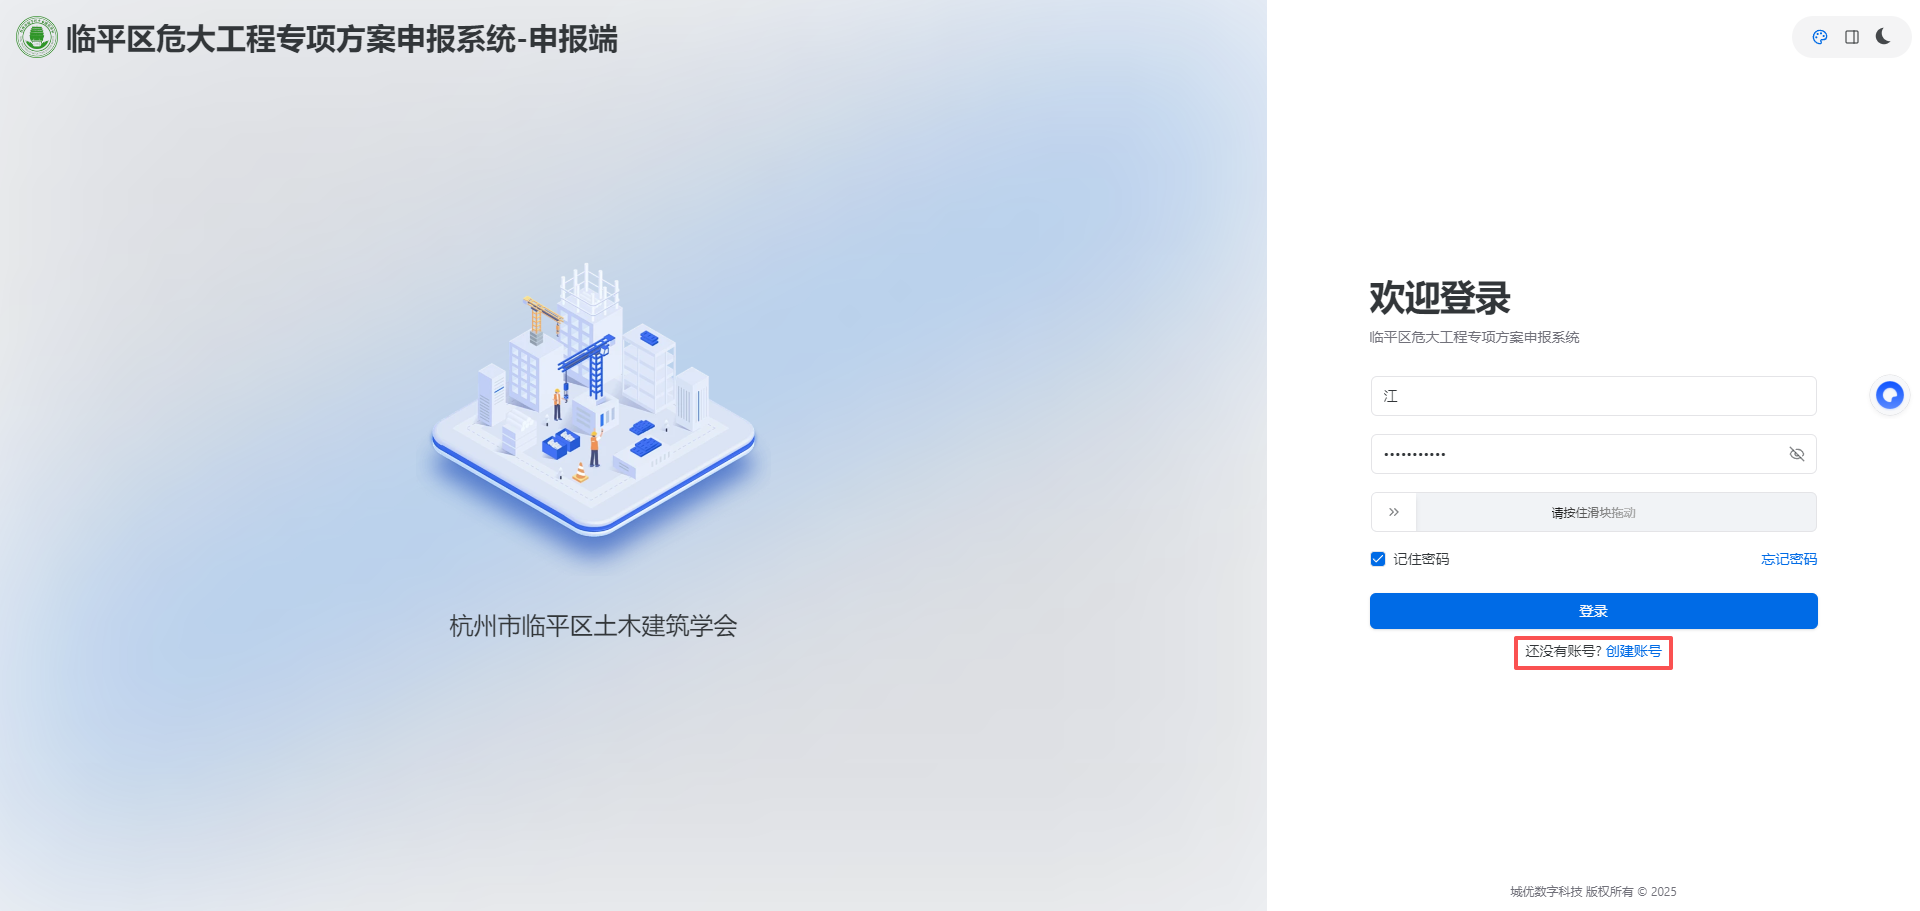 临平区危大工程专项方案申报系统-申报端
杭州市临平区土木建筑学会
欢迎登录
临平区危大工程专项方案申报系统
江
•••••••••••
请按住滑块拖动
记住密码
忘记密码
登录
还没有账号? 创建账号
城优数字科技 版权所有 © 2025